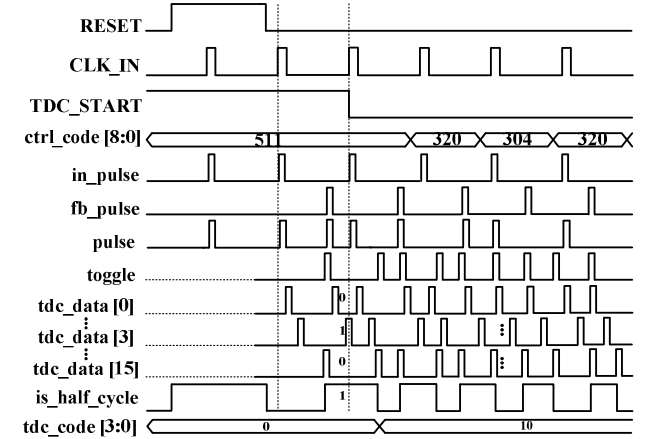 RESET
CLK_IN
TDC_START
ctrl_code [8:0] 511 320 304 320
in_pulse
fb_pulse
pulse
toggle
tdc_data [0] 0
tdc_data [3] 1
tdc_data [15] 0
is_half_cycle 1
tdc_code [3:0] 0 10